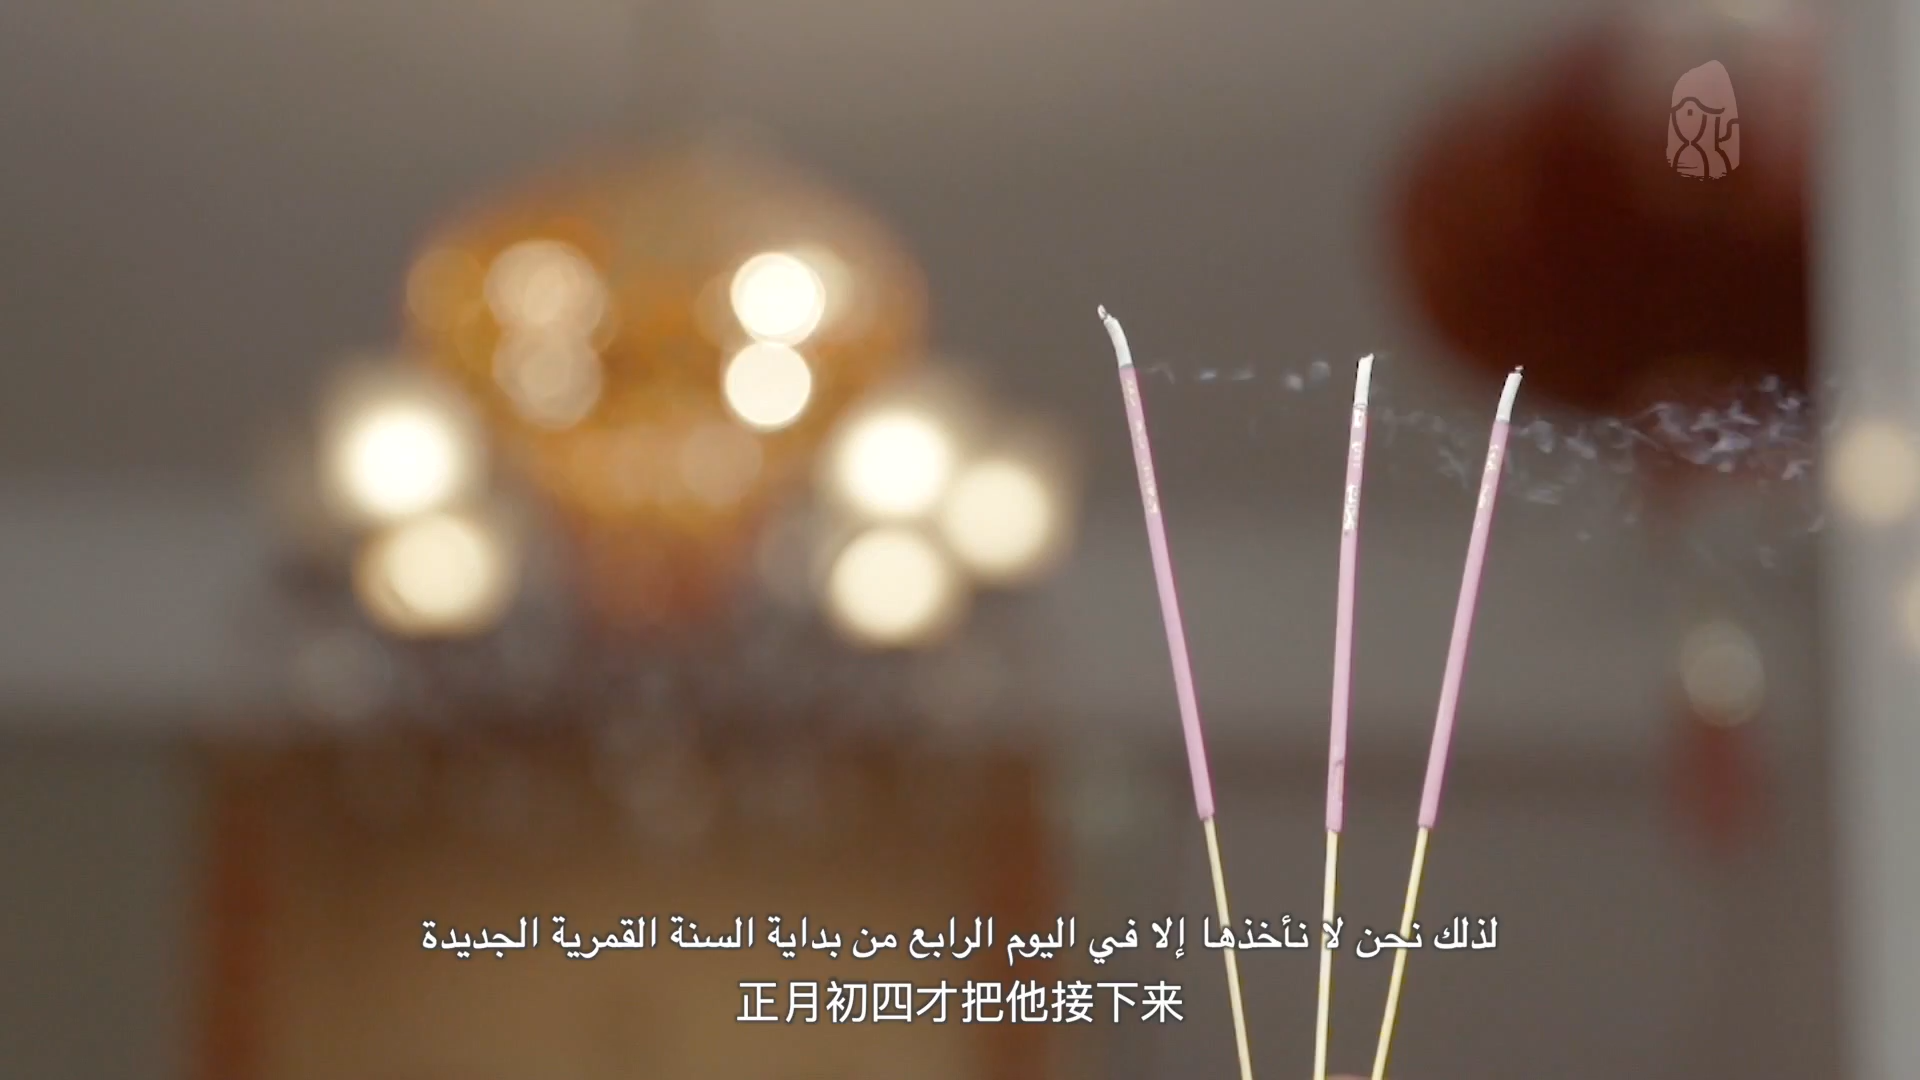 لذلك نحن لا نأخذها إلا في اليوم الرابع من بداية السنة القمرية الجديدة
正月初四才把他接下来